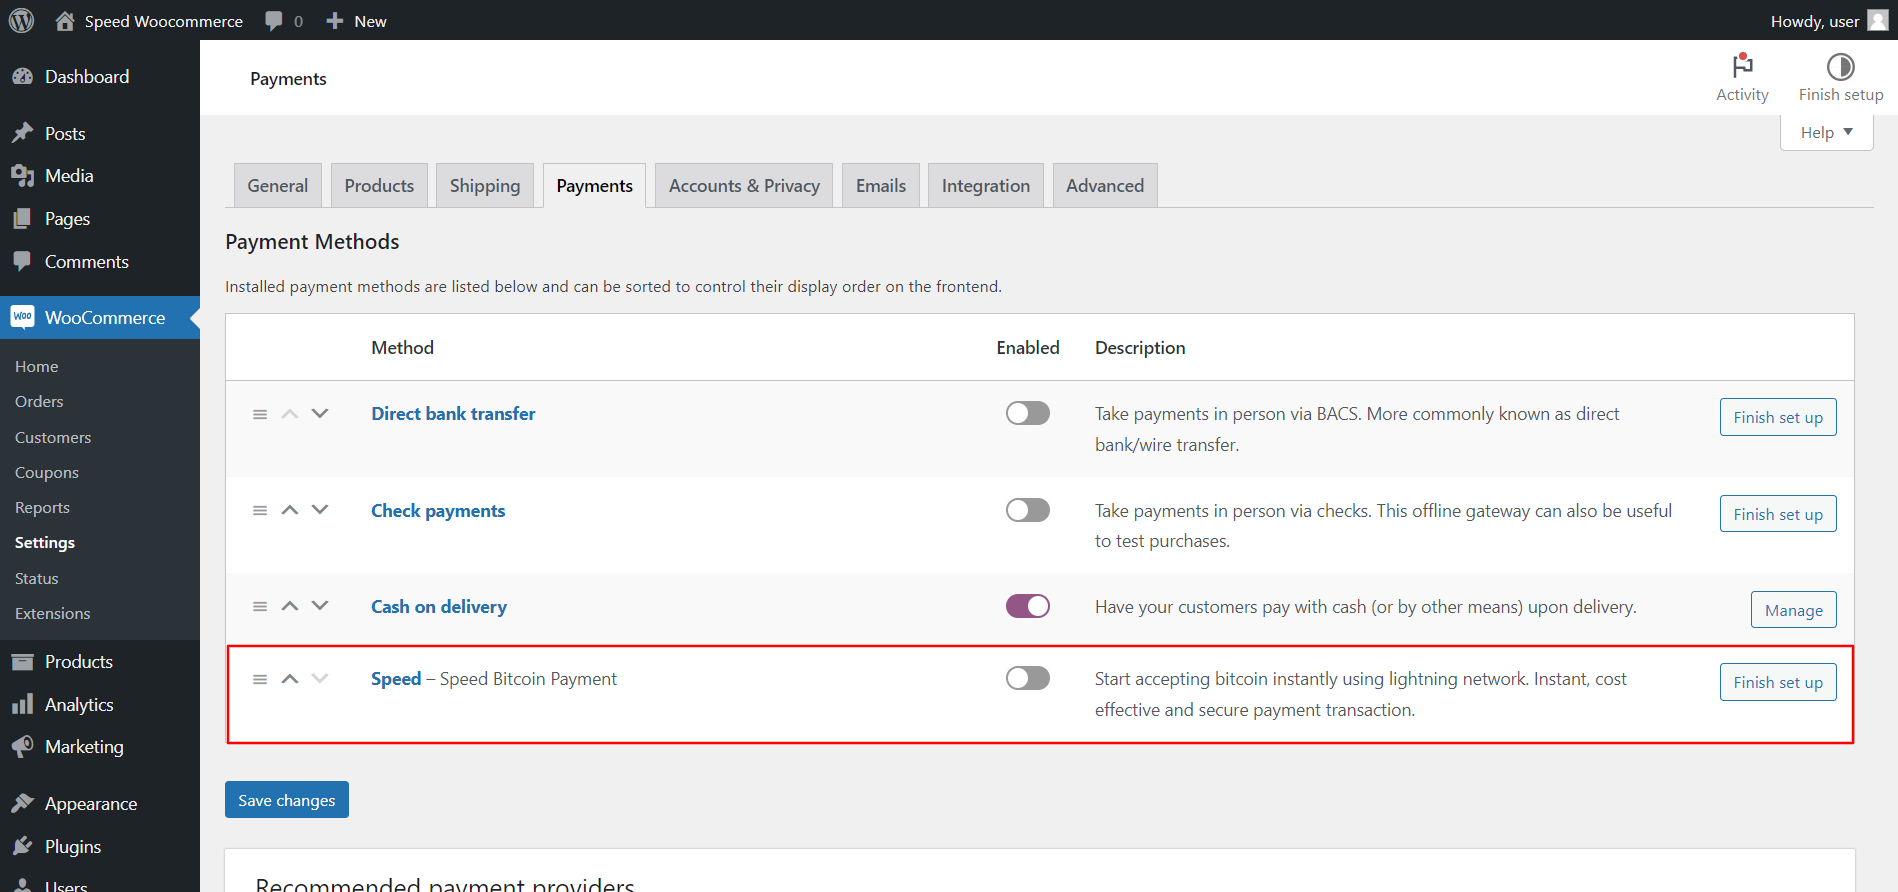 Speed Woocommerce
0
New
Howdy, user
Dashboard
Posts
Media
Pages
Comments
Woo
WooCommerce
Home
Orders
Customers
Coupons
Reports
Settings
Status
Extensions
Products
Analytics
Marketing
Appearance
Plugins
Users
Payments
Activity
Finish setup
Help
General
Products
Shipping
Payments
Accounts & Privacy
Emails
Integration
Advanced
Payment Methods
Installed payment methods are listed below and can be sorted to control their display order on the frontend.
Method
Enabled
Description
Direct bank transfer
Take payments in person via BACS. More commonly known as direct
bank/wire transfer.
Finish set up
Check payments
Take payments in person via checks. This offline gateway can also be useful
to test purchases.
Finish set up
Cash on delivery
Have your customers pay with cash (or by other means) upon delivery.
Manage
Speed – Speed Bitcoin Payment
Start accepting bitcoin instantly using lightning network. Instant, cost
effective and secure payment transaction.
Finish set up
Save changes
Recommended payment providers